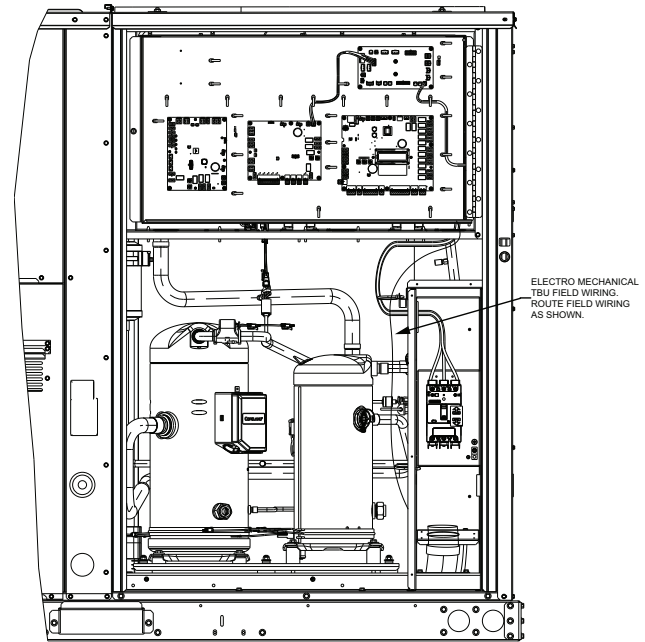 ELECTRO MECHANICAL
TBU FIELD WIRING.
ROUTE FIELD WIRING
AS SHOWN.